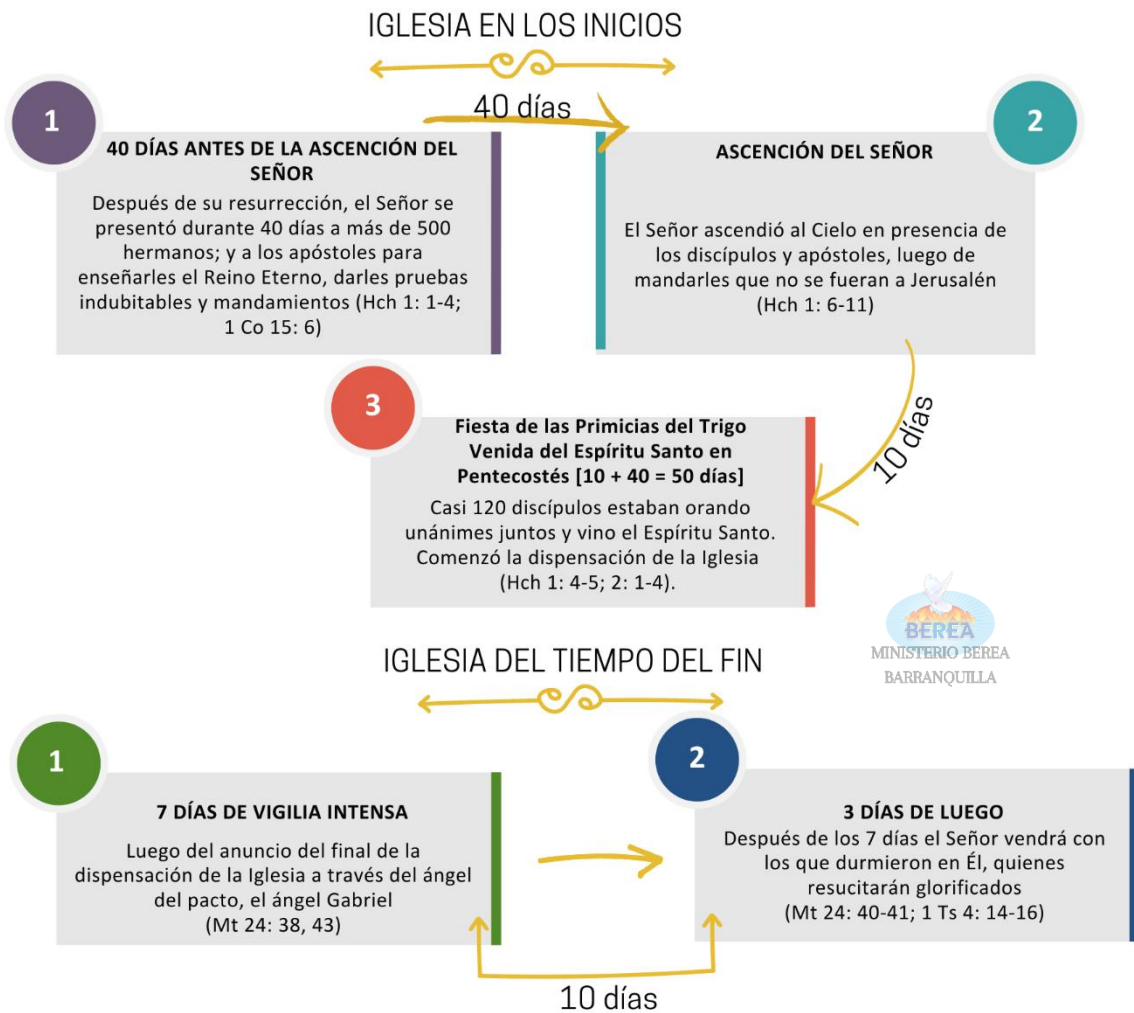 IGLESIA EN LOS INICIOS
40 días
1
40 DÍAS ANTES DE LA ASCENCIÓN DEL
SEÑOR
Después de su resurrección, el Señor se
presentó durante 40 días a más de 500
hermanos; y a los apóstoles para
enseñarles el Reino Eterno, darles pruebas
indubitables y mandamientos (Hch 1: 1-4;
1 Co 15: 6)
2
ASCENCIÓN DEL SEÑOR
El Señor ascendió al Cielo en presencia de
los discípulos y apóstoles, luego de
mandarles que no se fueran a Jerusalén
(Hch 1: 6-11)
10 días
3
Fiesta de las Primicias del Trigo
Venida del Espíritu Santo en
Pentecostés [10 + 40 = 50 días]
Casi 120 discípulos estaban orando
unánimes juntos y vino el Espíritu Santo.
Comenzó la dispensación de la Iglesia
(Hch 1: 4-5; 2: 1-4).
BEREA
MINISTERIO BEREA
BARRANQUILLA
IGLESIA DEL TIEMPO DEL FIN
1
7 DÍAS DE VIGILIA INTENSA
Luego del anuncio del final de la
dispensación de la Iglesia a través del ángel
del pacto, el ángel Gabriel
(Mt 24: 38, 43)
2
3 DÍAS DE LUEGO
Después de los 7 días el Señor vendrá con
los que durmieron en Él, quienes
resucitarán glorificados
(Mt 24: 40-41; 1 Ts 4: 14-16)
10 días